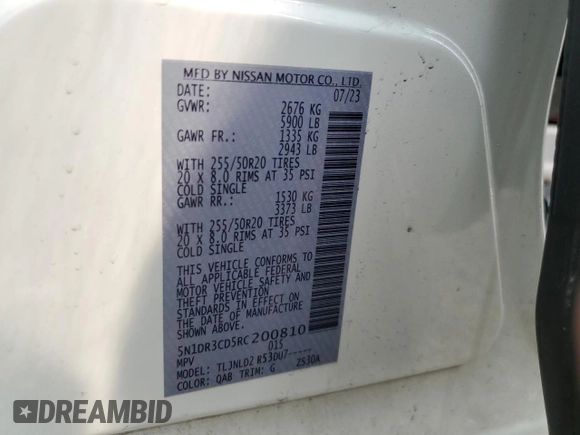 MFD BY NISSAN MOTOR CO., LTD.
DATE: 07/23
GVWR: 2676 KG
5900 LB
GAWR FR.: 1335 KG
2943 LB
WITH 255/50R20 TIRES
20 X 8.0 RIMS AT 35 PSI
COLD SINGLE
GAWR RR.: 1530 KG
3373 LB
WITH 255/50R20 TIRES
20 X 8.0 RIMS AT 35 PSI
COLD SINGLE
THIS VEHICLE CONFORMS TO
ALL APPLICABLE FEDERAL
MOTOR VEHICLE SAFETY AND
THEFT PREVENTION
STANDARDS IN EFFECT ON
THE DATE OF MANUFACTURE
SHOWN ABOVE.
5N1DR3CD5RC200810
MPV 015
MODEL: TLJNLD2 R53DU7-----
COLOR: QAB TRIM: G 2530A
DREAMBID